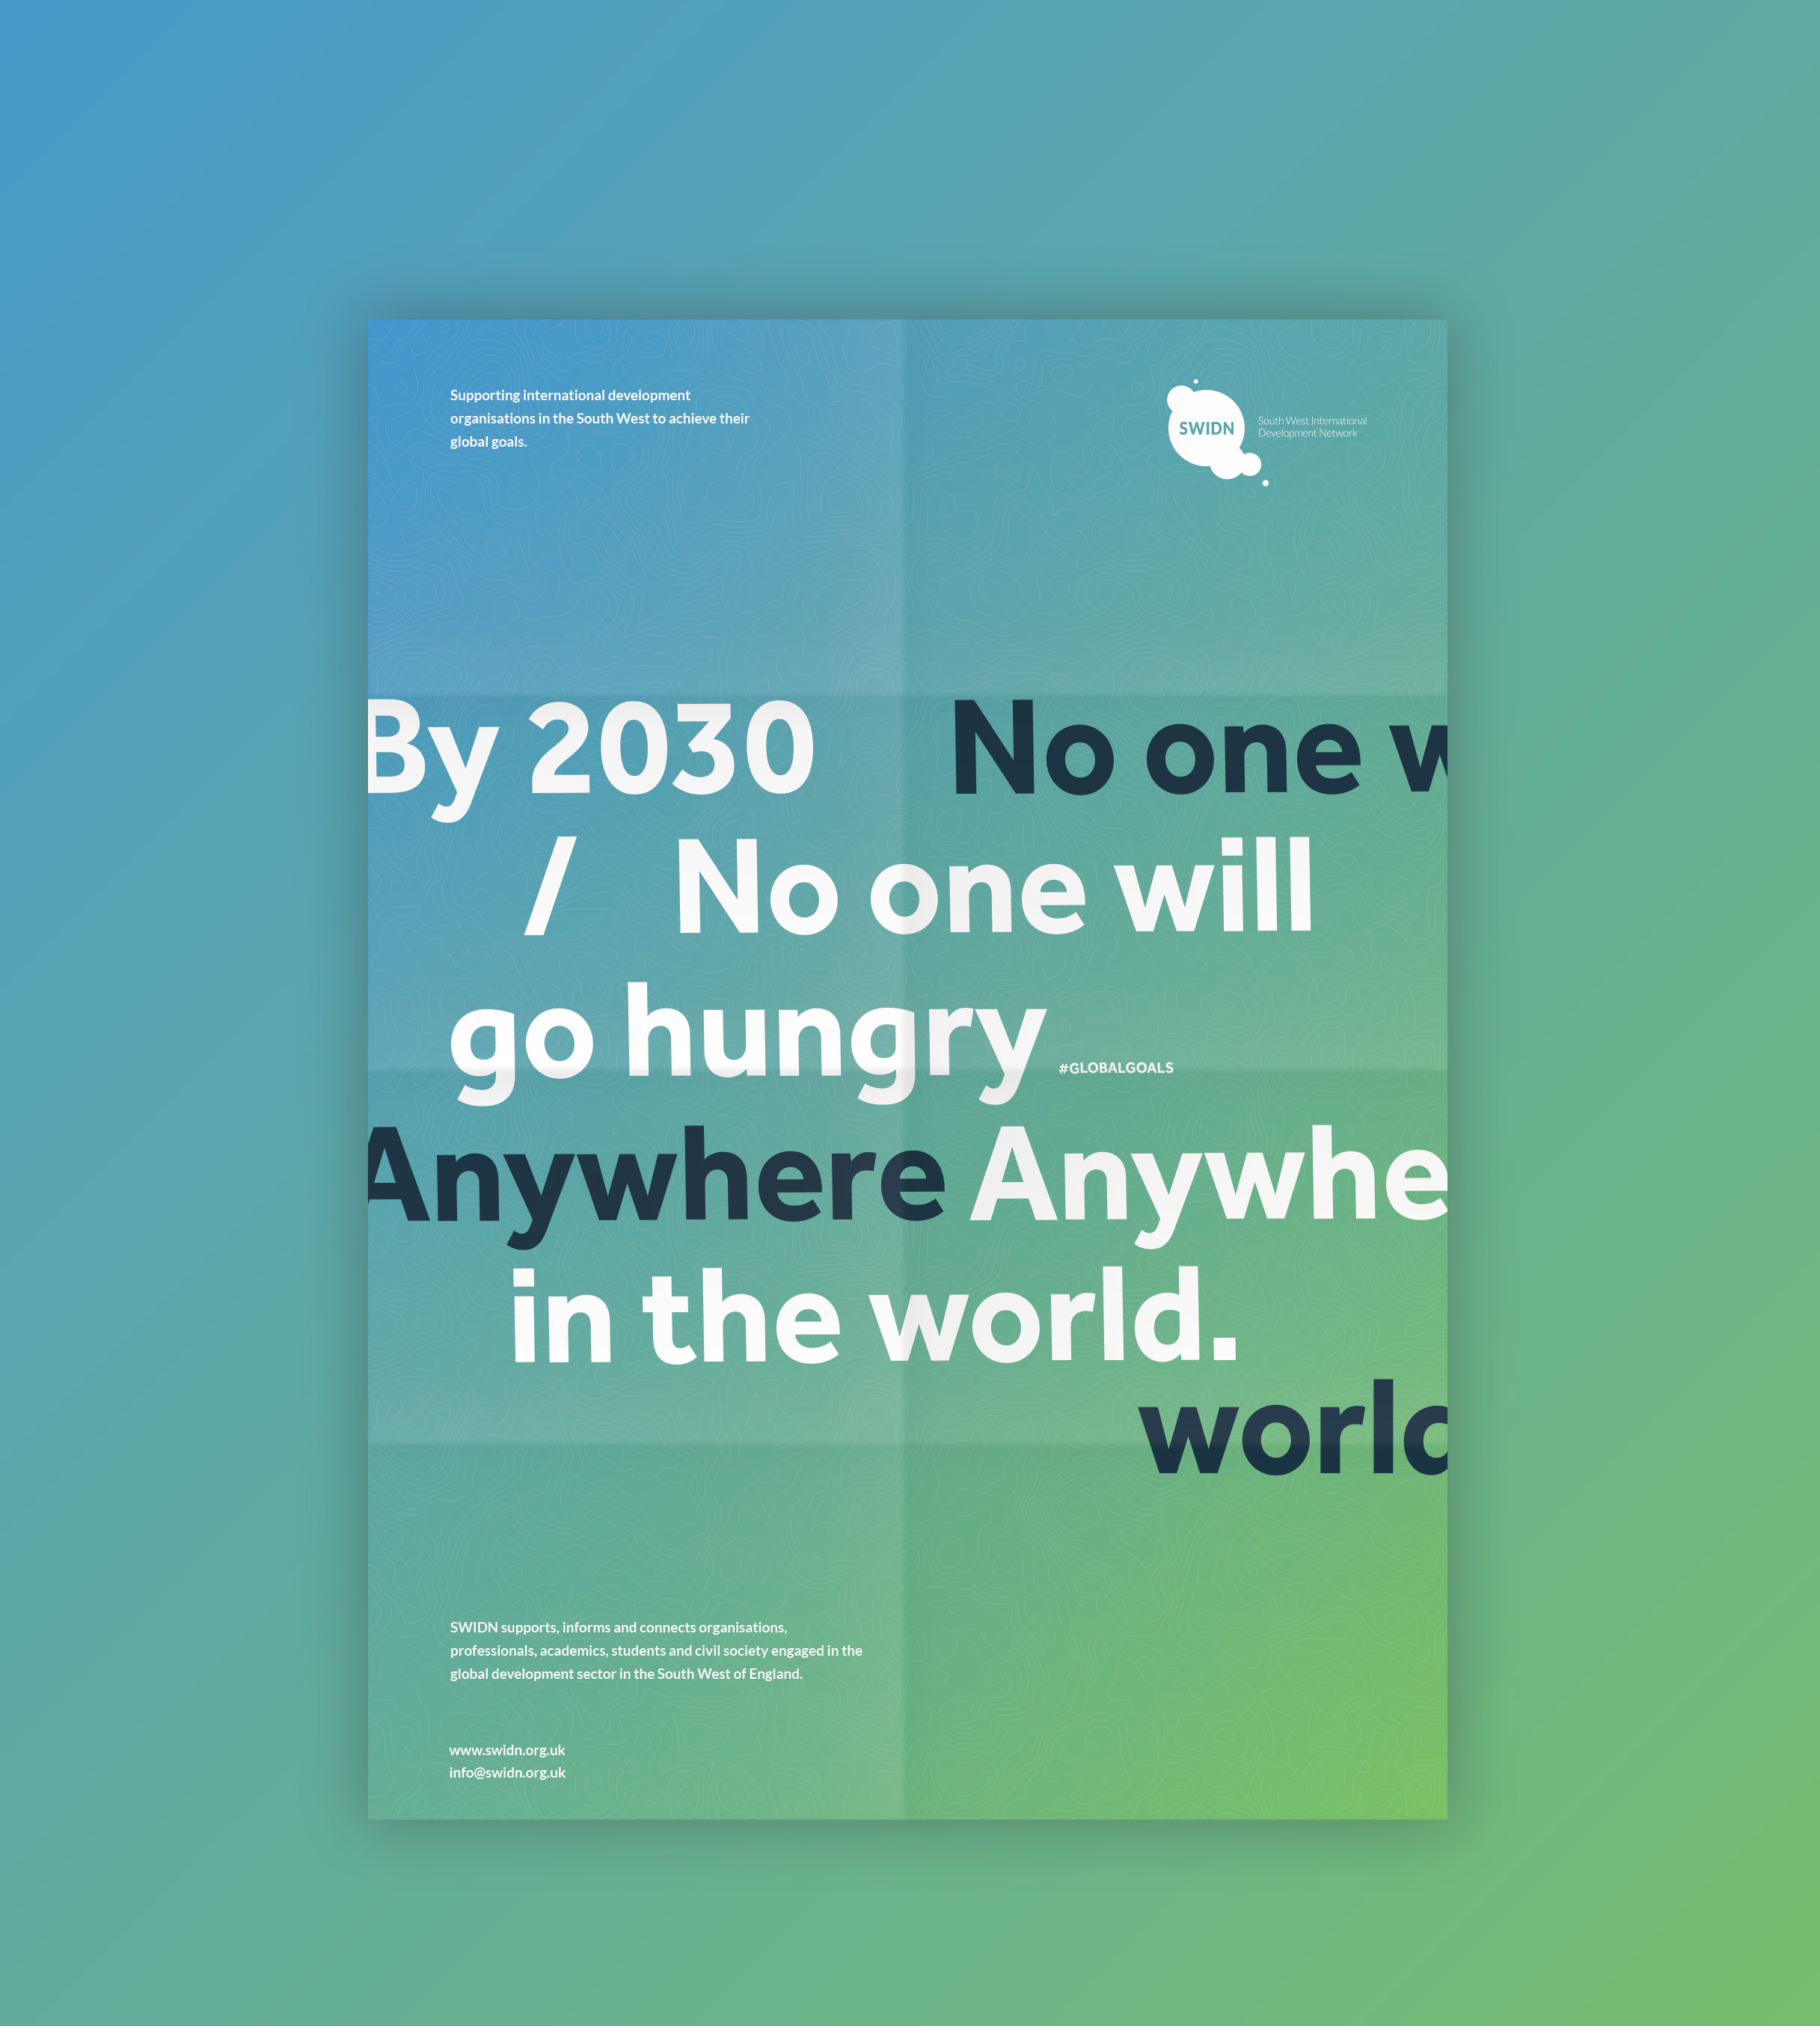 Supporting international development
organisations in the South West to achieve their
global goals.
SWIDN
South West International
Development Network
By 2030 No one w
/ No one will
go hungry
#GLOBALGOALS
Anywhere Anywhe
in the world.
world
SWIDN supports, informs and connects organisations,
professionals, academics, students and civil society engaged in the
global development sector in the South West of England.
www.swidn.org.uk
info@swidn.org.uk